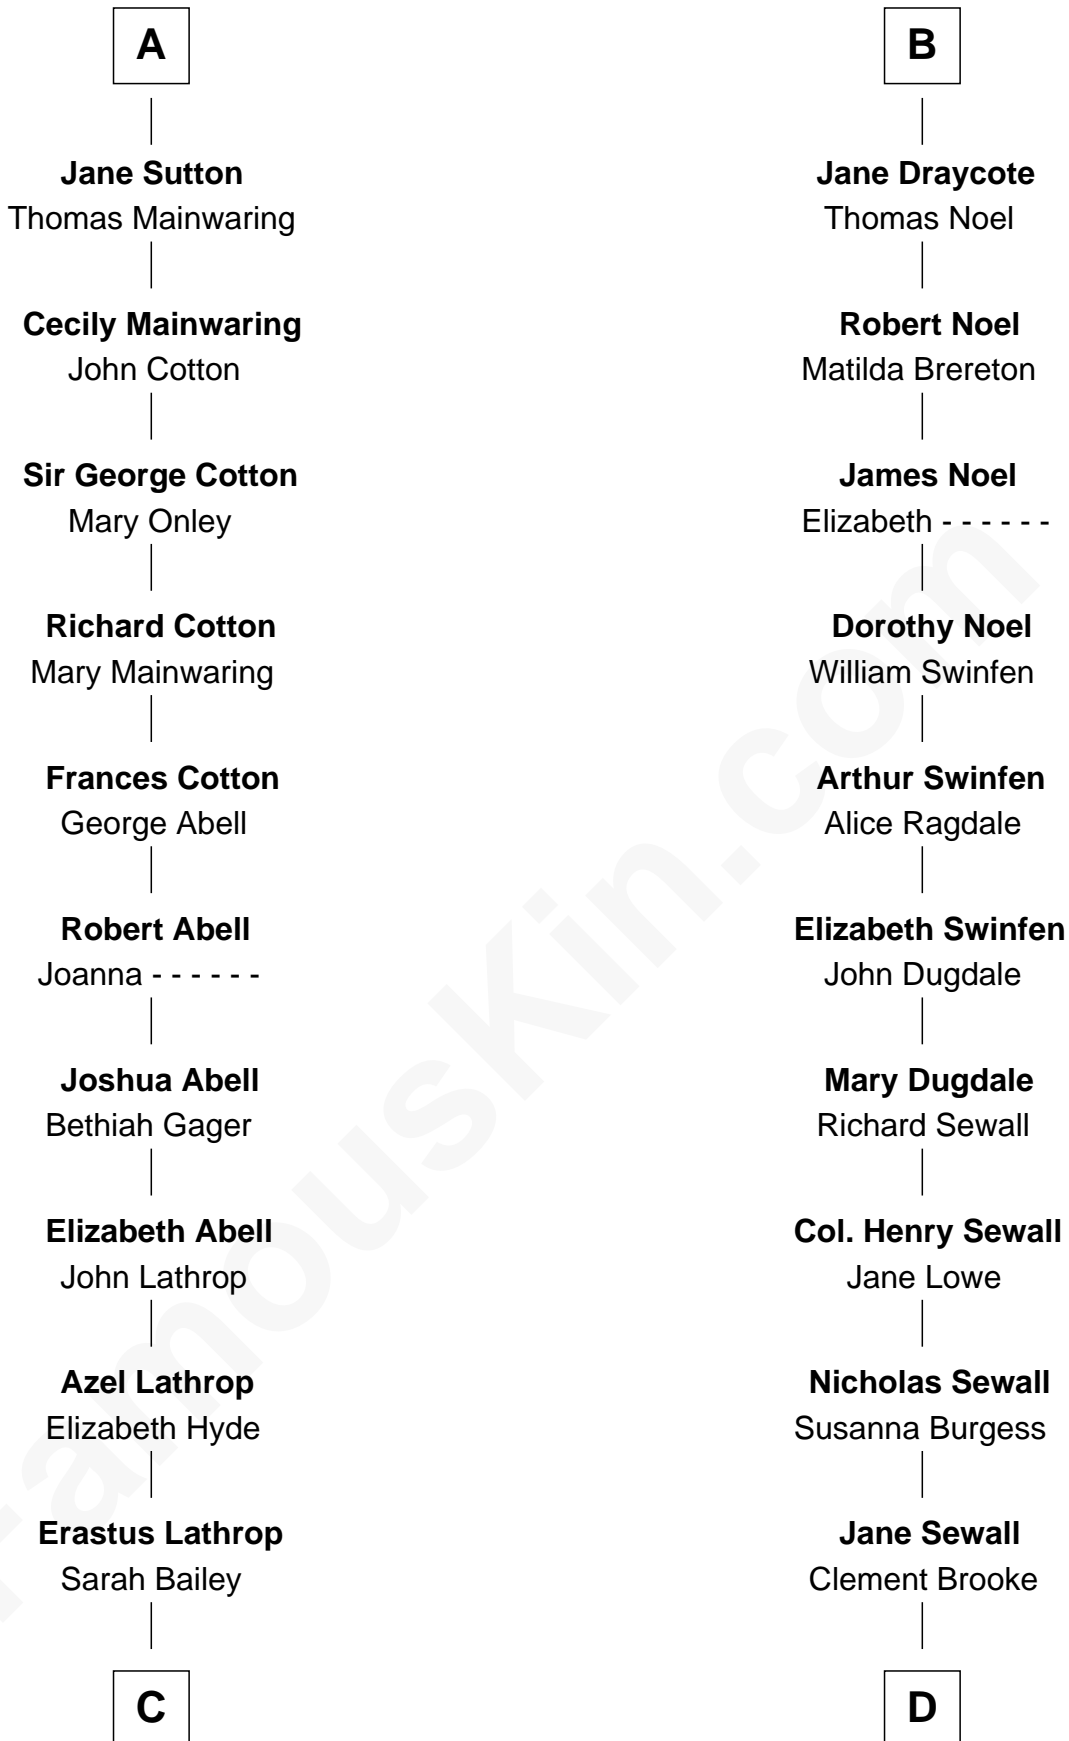 A
Jane Sutton
Thomas Mainwaring
Cecily Mainwaring
John Cotton
Sir George Cotton
Mary Onley
Richard Cotton
Mary Mainwaring
Frances Cotton
George Abell
Robert Abell
Joanna - - - - - -
Joshua Abell
Bethiah Gager
Elizabeth Abell
John Lathrop
Azel Lathrop
Elizabeth Hyde
Erastus Lathrop
Sarah Bailey
C
B
Jane Draycote
Thomas Noel
Robert Noel
Matilda Brereton
James Noel
Elizabeth - - - - - -
Dorothy Noel
William Swinfen
Arthur Swinfen
Alice Ragdale
Elizabeth Swinfen
John Dugdale
Mary Dugdale
Richard Sewall
Col. Henry Sewall
Jane Lowe
Nicholas Sewall
Susanna Burgess
Jane Sewall
Clement Brooke
D
FamousKin.com